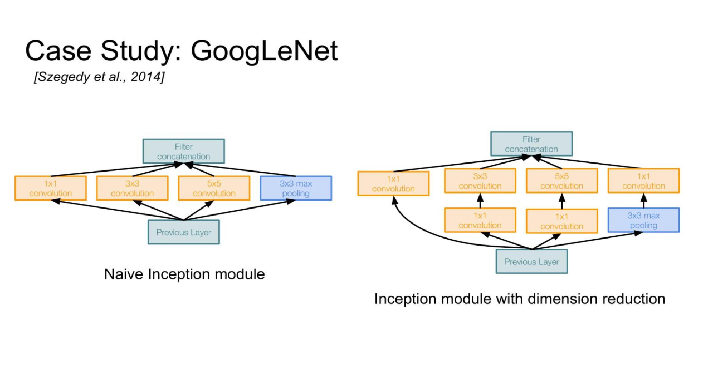 Case Study: GoogLeNet
[Szegedy et al., 2014]
Filter
concatenation
1x1
convolution
3x3
convolution
5x5
convolution
3x3 max
pooling
Previous Layer
Naive Inception module
Filter
concatenation
1x1
convolution
3x3
convolution
5x5
convolution
1x1
convolution
1x1
convolution
1x1
convolution
3x3 max
pooling
Previous Layer
Inception module with dimension reduction